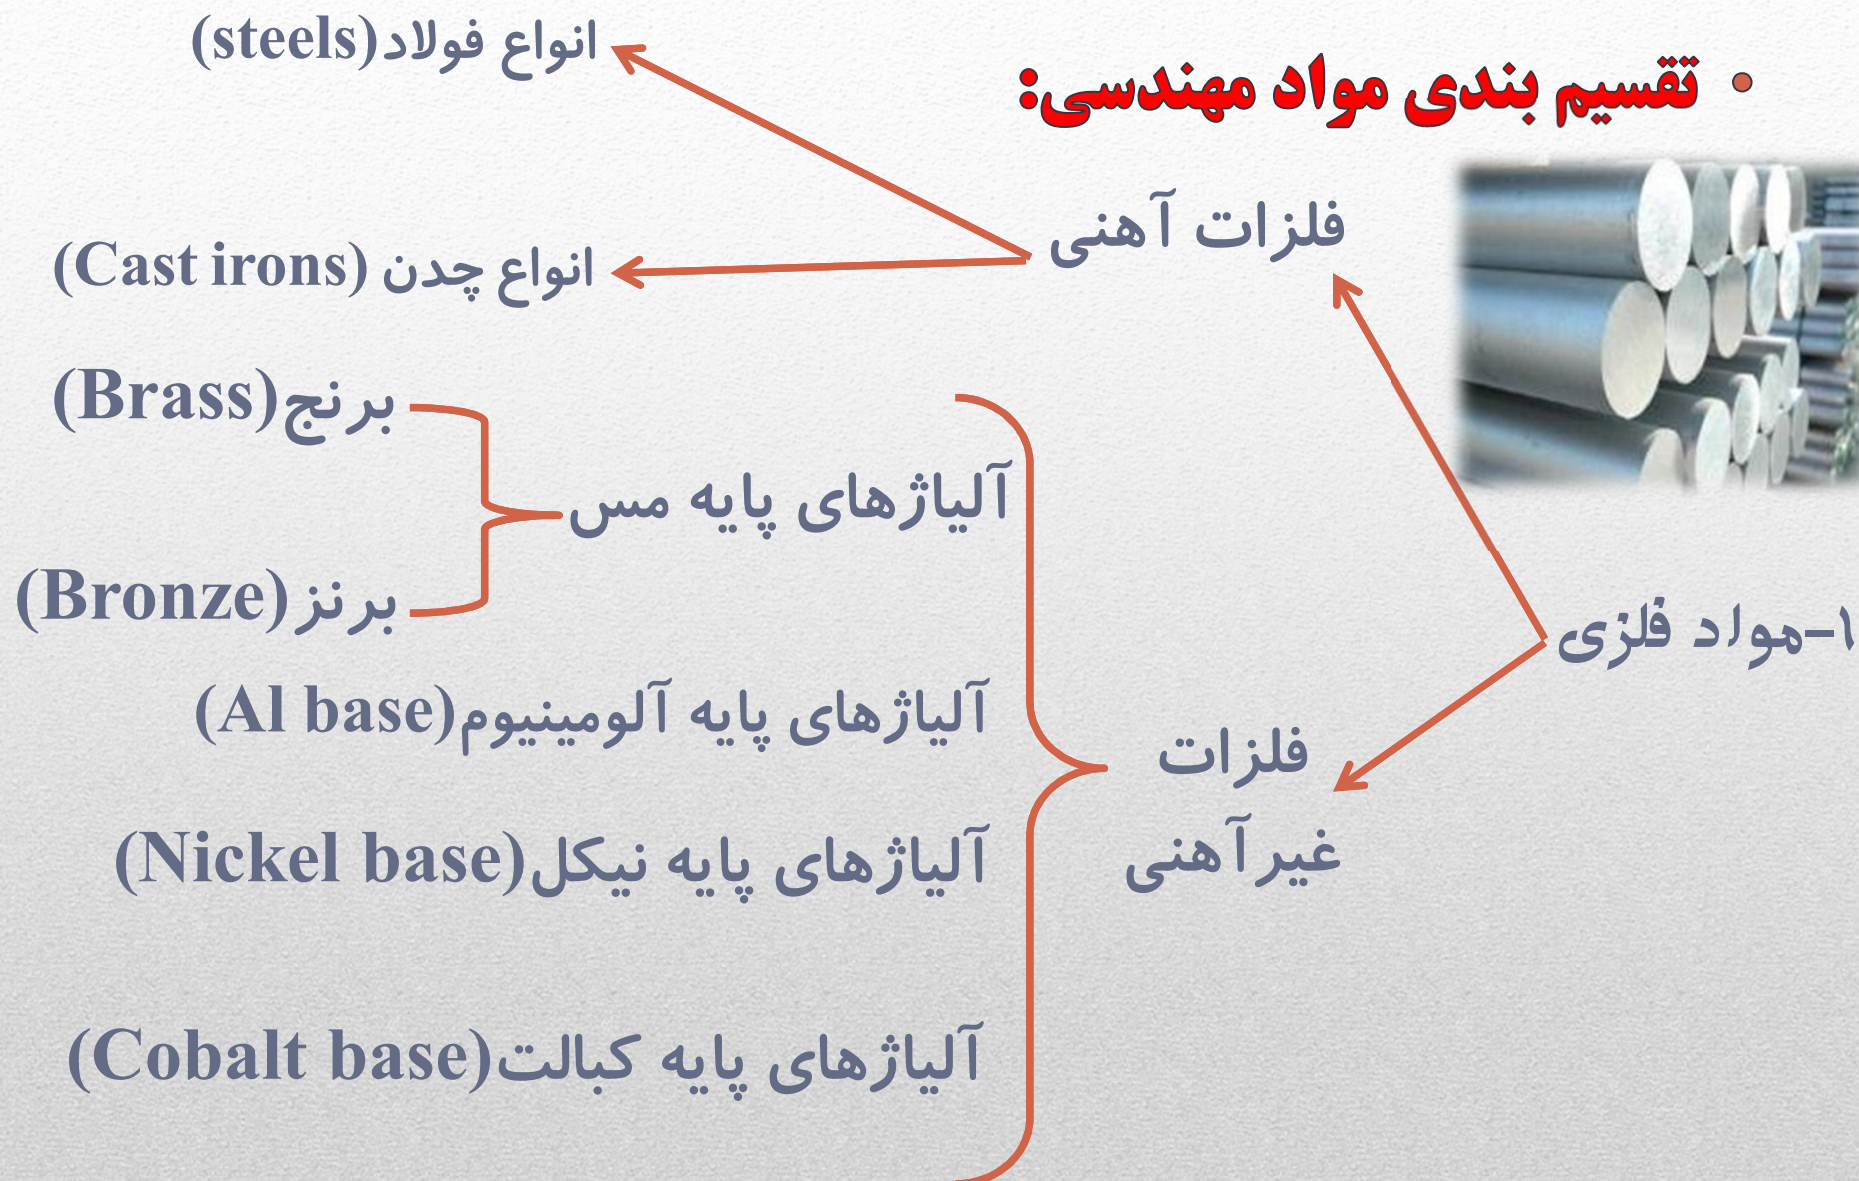 • تقسیم بندی مواد مهندسی:
۱-مواد فلزی
فلزات آهنی
انواع فولاد(steels)
انواع چدن (Cast irons)
فلزات
غیرآهنی
آلیاژهای پایه مس
برنج(Brass)
برنز(Bronze)
آلیاژهای پایه آلومینیوم(Al base)
آلیاژهای پایه نیکل(Nickel base)
آلیاژهای پایه کبالت(Cobalt base)